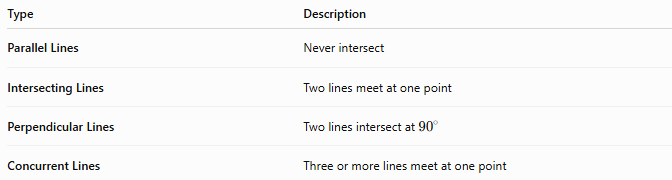 Type Description
Parallel Lines Never intersect
Intersecting Lines Two lines meet at one point
Perpendicular Lines Two lines intersect at 90°
Concurrent Lines Three or more lines meet at one point